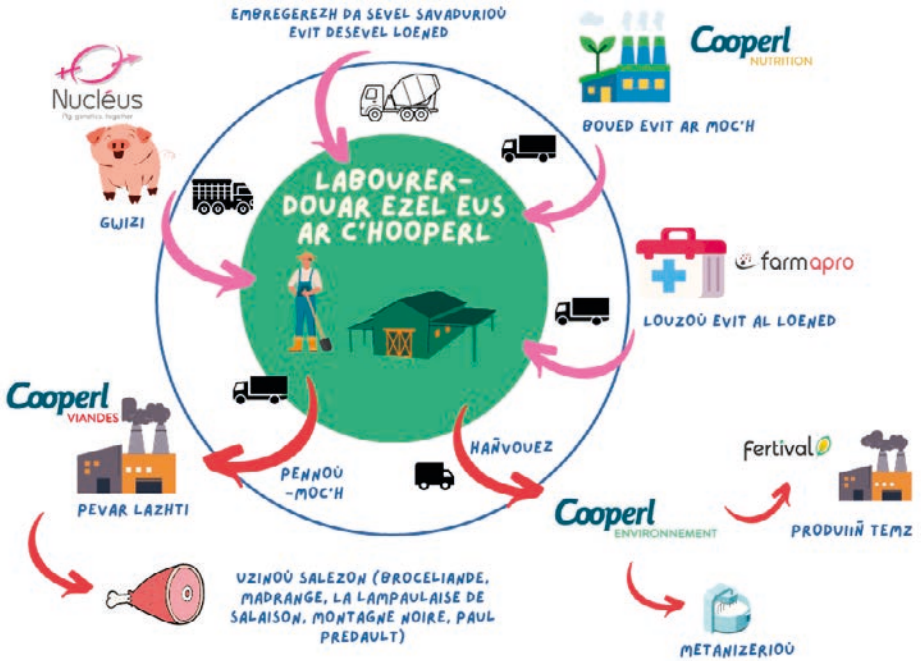 EMBREGEREZH DA SEVEL SAVADURIOÙ
EVIT DESEVEL LOENED
Cooperl
NUTRITION
BOUED EVIT AR MOC'H
Nucléus
Pig genetics, together
GWIZI
LABOURER-
DOUAR EZEL EUS
AR C'HOOPERL
farmapro
LOUZOÙ EVIT AL LOENED
Cooperl
VIANDES
PEVAR LAZHTI
PENNOÙ
-MOC'H
HAÑVOUEZ
Cooperl
ENVIRONNEMENT
fertival
PRODUIIÑ TEMZ
UZINOÙ SALEZON (BROCELIANDE,
MADRANGE, LA LAMPAULAISE DE
SALAISON, MONTAGNE NOIRE, PAUL
PREDAULT)
METANIZERIOÙ